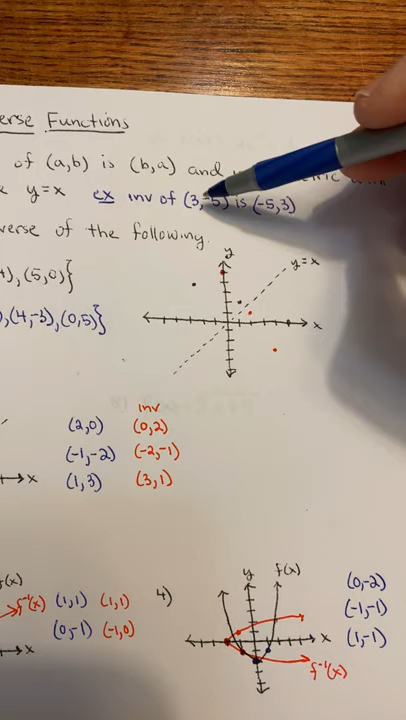 erse Functions
of (a,b) is (b,a) and
y=x ex inv of (3,-5) is (-5,3)
verse of the following.
4), (5,0)}
, (4,-3), (0,5)}
y
y=x
x
inv
(2,0) (0,2)
(-1,-2) (-2,-1)
(1,3) (3,1)
x
f(x)
f⁻¹(x) (1,1) (1,1)
(0,-1) (-1,0)
x
4)
y
f(x)
x
f⁻¹(x)
(0,-2)
(-1,-1)
(1,-1)